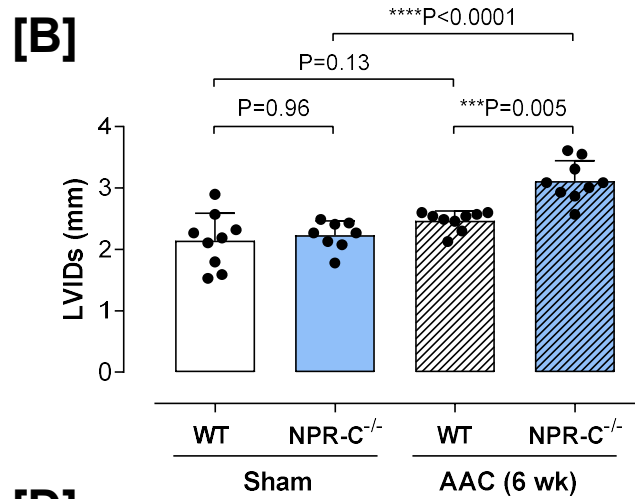 [B]
****P<0.0001
P=0.13
P=0.96
***P=0.005
LVIDs (mm)
4
3
2
1
0
WT
NPR-C-/-
WT
NPR-C-/-
Sham
AAC (6 wk)
[D]